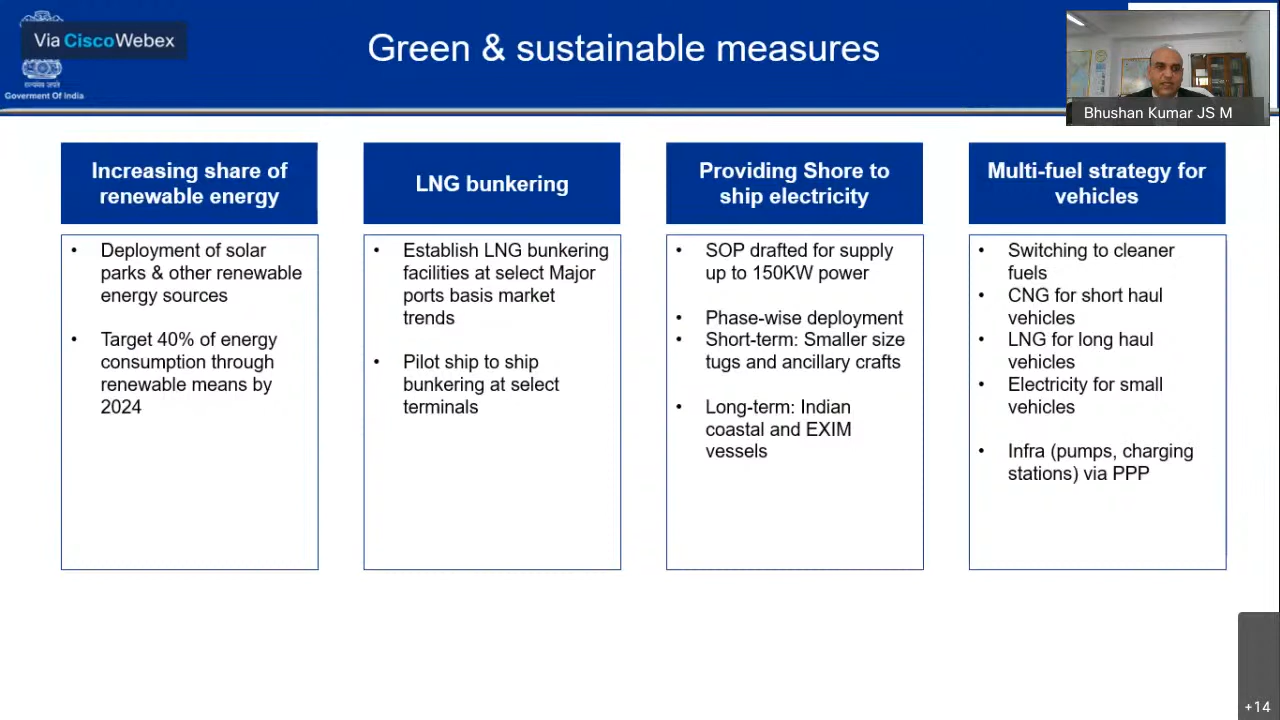 Via CiscoWebex
सत्यमेव जयते
Goverment Of India
Green & sustainable measures
Bhushan Kumar JS M
Increasing share of
renewable energy
• Deployment of solar
parks & other renewable
energy sources
• Target 40% of energy
consumption through
renewable means by
2024
LNG bunkering
• Establish LNG bunkering
facilities at select Major
ports basis market
trends
• Pilot ship to ship
bunkering at select
terminals
Providing Shore to
ship electricity
• SOP drafted for supply
up to 150KW power
• Phase-wise deployment
• Short-term: Smaller size
tugs and ancillary crafts
• Long-term: Indian
coastal and EXIM
vessels
Multi-fuel strategy for
vehicles
• Switching to cleaner
fuels
• CNG for short haul
vehicles
• LNG for long haul
vehicles
• Electricity for small
vehicles
• Infra (pumps, charging
stations) via PPP
+14